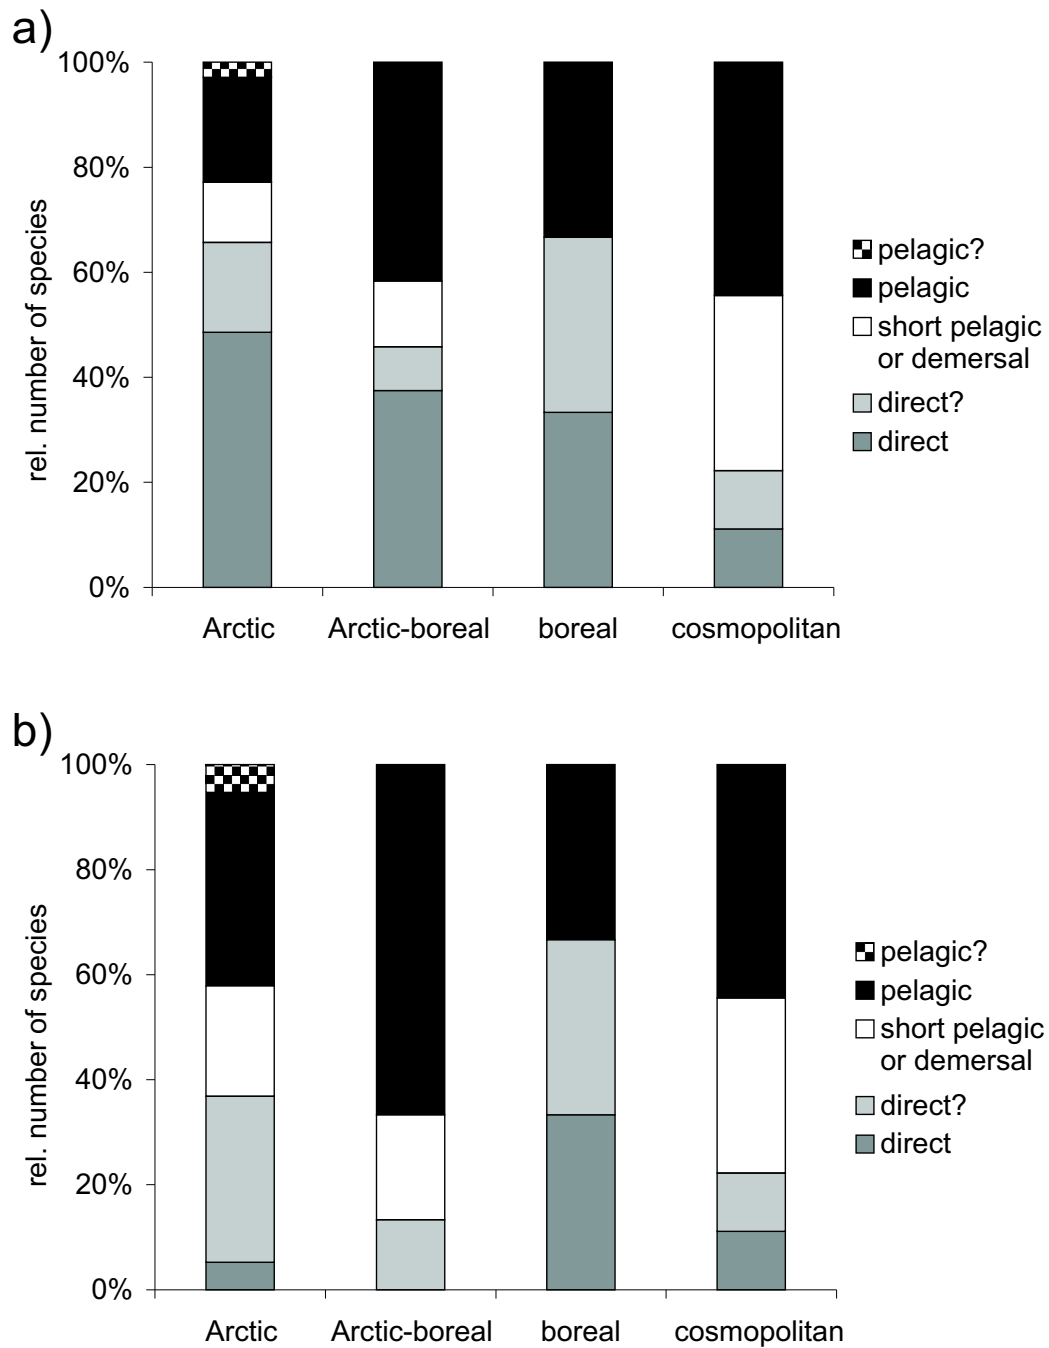 a)
100%
80%
60%
40%
20%
0%
rel. number of species
Arctic
Arctic-boreal
boreal
cosmopolitan
pelagic?
pelagic
short pelagic
or demersal
direct?
direct
b)
100%
80%
60%
40%
20%
0%
rel. number of species
Arctic
Arctic-boreal
boreal
cosmopolitan
pelagic?
pelagic
short pelagic
or demersal
direct?
direct